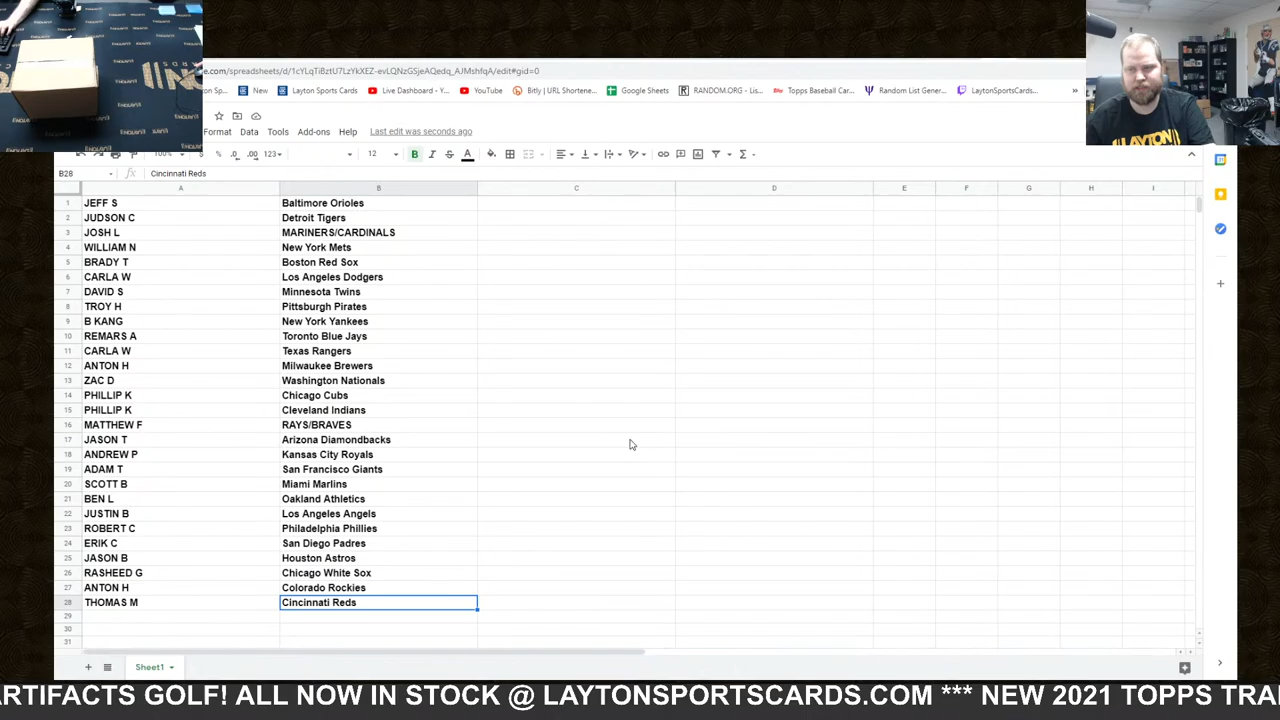 e.com/spreadsheets/d/1cYLqTiBztU7LzYkXEZ-evLQNzGSjeAQedq_AJMshfqA/edit#gid=0
New Layton Sports Cards Live Dashboard - Y... YouTube Bitly | URL Shortene... Google Sheets RANDOM.ORG - Lis... Topps Baseball Car... Random List Gener... LaytonSportsCards...
Format Data Tools Add-ons Help Last edit was seconds ago
100% % .0 .00 123 12 B I S A
B28 fx Cincinnati Reds
A B C D E F G H I
1 JEFF S Baltimore Orioles
2 JUDSON C Detroit Tigers
3 JOSH L MARINERS/CARDINALS
4 WILLIAM N New York Mets
5 BRADY T Boston Red Sox
6 CARLA W Los Angeles Dodgers
7 DAVID S Minnesota Twins
8 TROY H Pittsburgh Pirates
9 B KANG New York Yankees
10 REMARS A Toronto Blue Jays
11 CARLA W Texas Rangers
12 ANTON H Milwaukee Brewers
13 ZAC D Washington Nationals
14 PHILLIP K Chicago Cubs
15 PHILLIP K Cleveland Indians
16 MATTHEW F RAYS/BRAVES
17 JASON T Arizona Diamondbacks
18 ANDREW P Kansas City Royals
19 ADAM T San Francisco Giants
20 SCOTT B Miami Marlins
21 BEN L Oakland Athletics
22 JUSTIN B Los Angeles Angels
23 ROBERT C Philadelphia Phillies
24 ERIK C San Diego Padres
25 JASON B Houston Astros
26 RASHEED G Chicago White Sox
27 ANTON H Colorado Rockies
28 THOMAS M Cincinnati Reds
29
30
31
Sheet1
ARTIFACTS GOLF! ALL NOW IN STOCK @ LAYTONSPORTSCARDS.COM *** NEW 2021 TOPPS TRA
LAYTON